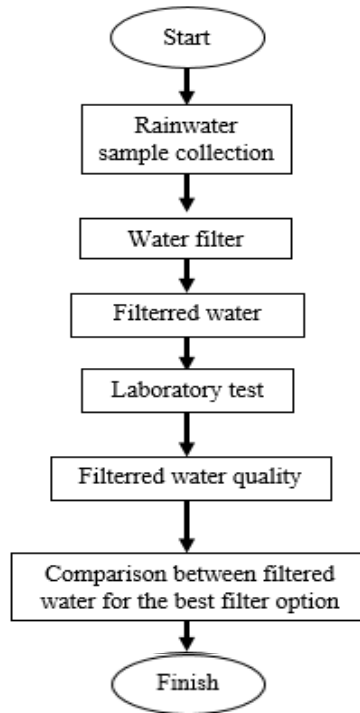 Start
Rainwater
sample collection
Water filter
Filterred water
Laboratory test
Filterred water quality
Comparison between filtered
water for the best filter option
Finish